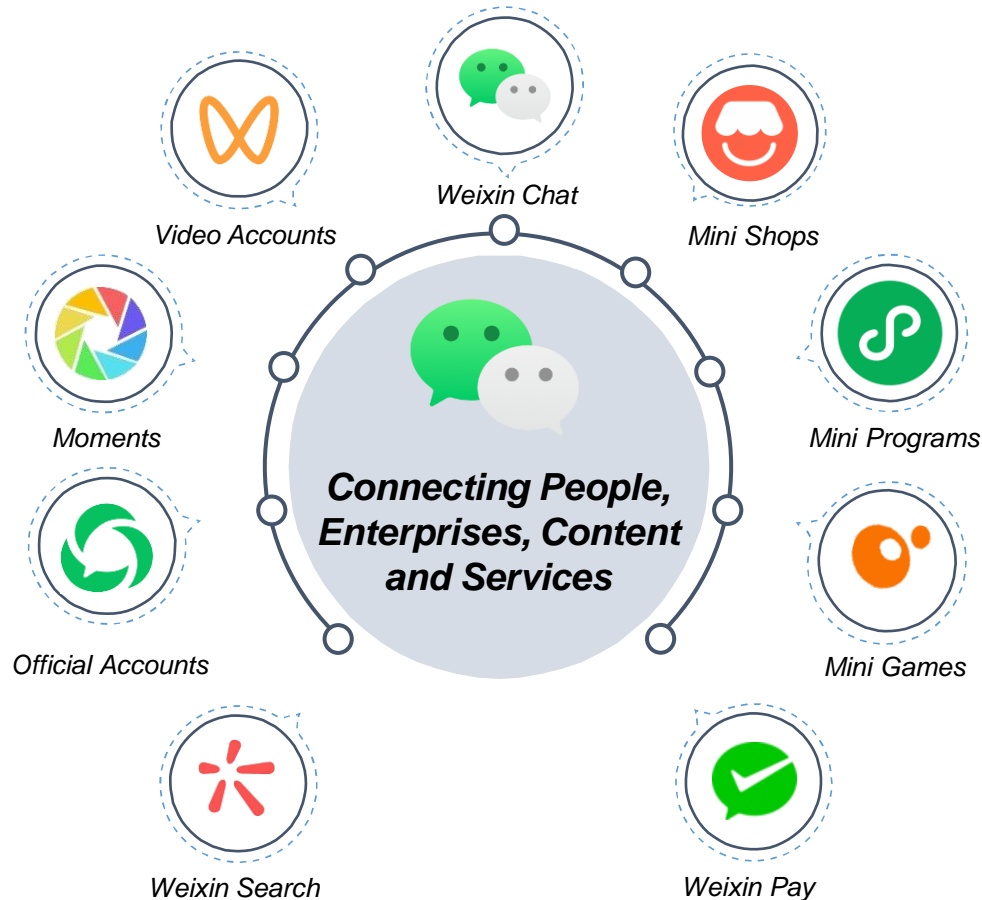 Weixin Chat
Video Accounts
Mini Shops
Moments
Mini Programs
Connecting People,
Enterprises, Content
and Services
Official Accounts
Mini Games
Weixin Search
Weixin Pay